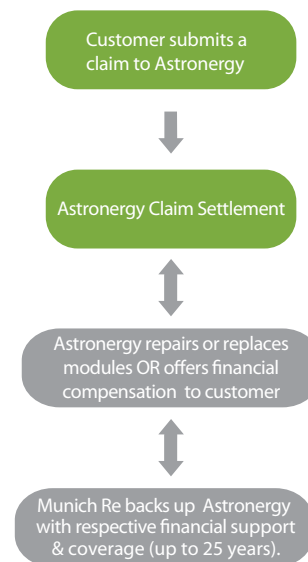 Customer submits a
claim to Astronergy
Astronergy Claim Settlement
Astronergy repairs or replaces
modules OR offers financial
compensation to customer
Munich Re backs up Astronergy
with respective financial support
& coverage (up to 25 years).